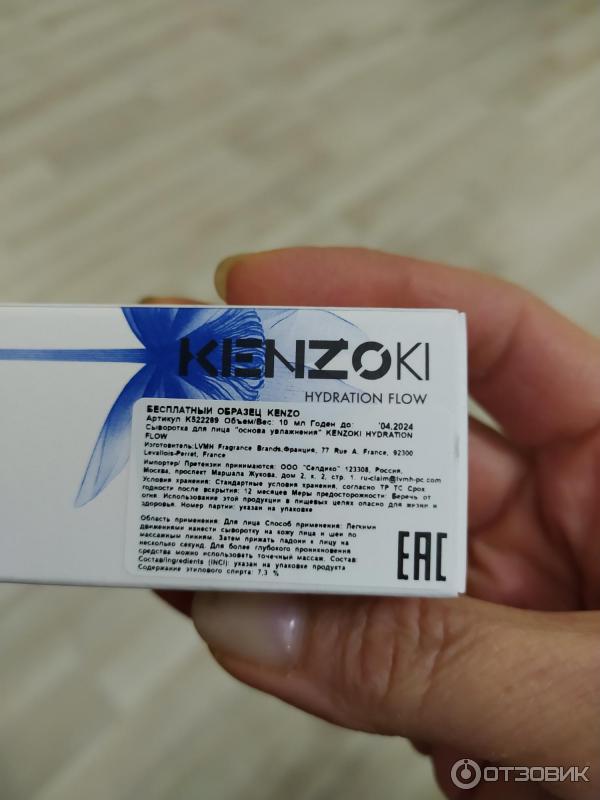 KENZOKI
HYDRATION FLOW
БЕСПЛАТНЫЙ ОБРАЗЕЦ KENZO
Артикул K522289 Объем/Вес: 10 мл Годен до: '04,2024
Сыворотка для лица "основа увлажнения" KENZOKI HYDRATION
FLOW
Изготовитель:LVMH Fragrance Brands,Франция, 77 Rue A. France, 92300
Levallois-Perret, France
Импортер/ Претензии принимаются: ООО "Селдико" 123308, Россия,
Москва, проспект Маршала Жукова, дом 2, к. 2, стр. 1. ru-claim@lvmh-pc.com
Условия хранения: Стандартные условия хранения, согласно ТР ТС Срок
годности после вскрытия: 12 месяцев Меры предосторожности: Беречь от
огня. Использование этой продукции в пищевых целях опасно для жизни и
здоровья. Номер партии: указан на упаковке
Область применения: Для лица Способ применения: Легкими
движениями нанести сыворотку на кожу лица и шеи по
массажным линиям. Затем прижать ладони к лицу на
несколько секунд. Для более глубокого проникновения
средства можно использовать точечный массаж. Состав:
Состав/Ingredients (INCI): указан на упаковке продукта
Содержание этилового спирта: 7,3 %
EAC
ОТЗОВИК